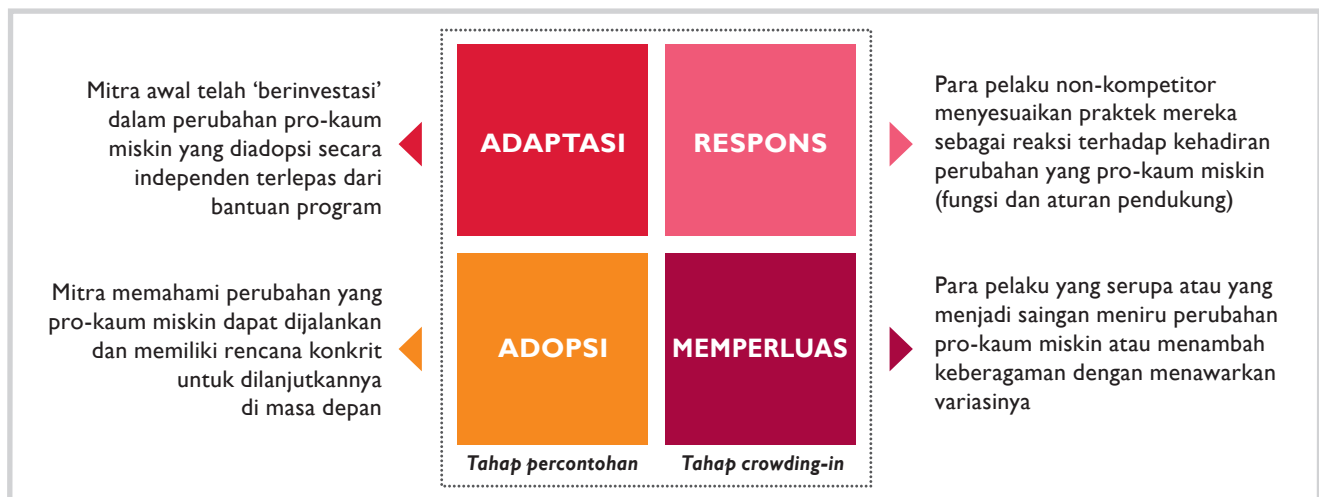 Mitra awal telah ‘berinvestasi’
dalam perubahan pro-kaum
miskin yang diadopsi secara
independen terlepas dari
bantuan program
ADAPTASI
RESPONS
Para pelaku non-kompetitor
menyesuaikan praktek mereka
sebagai reaksi terhadap kehadiran
perubahan yang pro-kaum miskin
(fungsi dan aturan pendukung)
Mitra memahami perubahan yang
pro-kaum miskin dapat dijalankan
dan memiliki rencana konkrit
untuk dilanjutkannya
di masa depan
ADOPSI
MEMPERLUAS
Para pelaku yang serupa atau yang
menjadi saingan meniru perubahan
pro-kaum miskin atau menambah
keberagaman dengan menawarkan
variasinya
Tahap percontohan
Tahap crowding-in